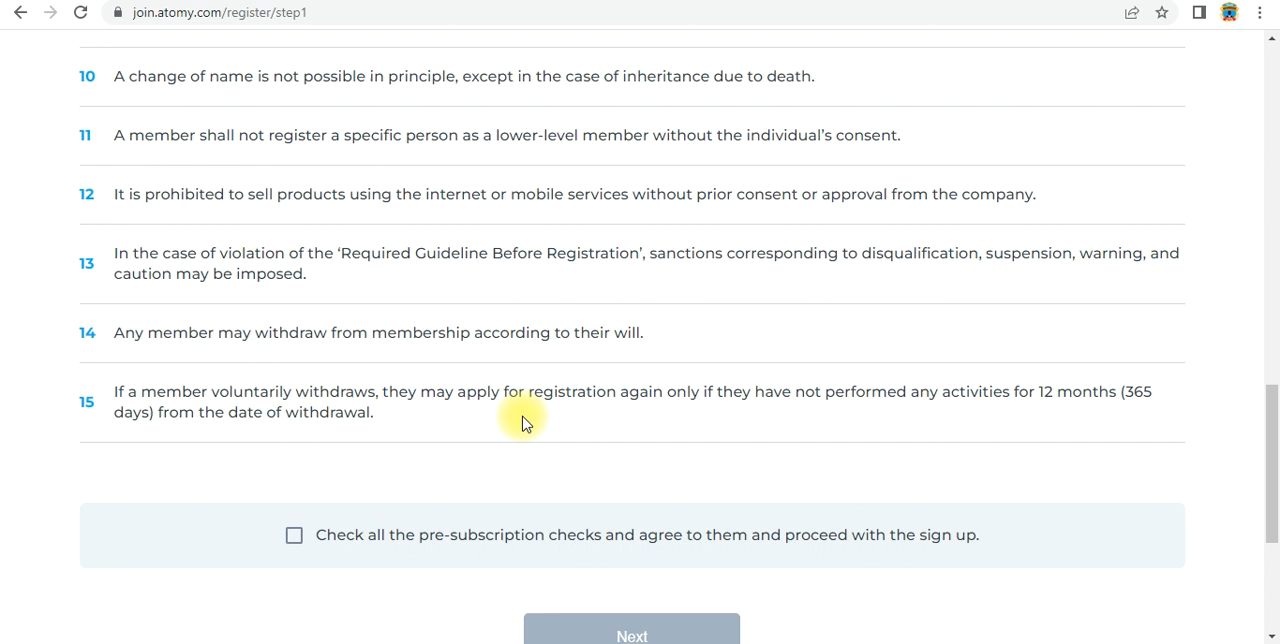 join.atomy.com/register/step1
10 A change of name is not possible in principle, except in the case of inheritance due to death.
11 A member shall not register a specific person as a lower-level member without the individual's consent.
12 It is prohibited to sell products using the internet or mobile services without prior consent or approval from the company.
13 In the case of violation of the ‘Required Guideline Before Registration’, sanctions corresponding to disqualification, suspension, warning, and
caution may be imposed.
14 Any member may withdraw from membership according to their will.
15 If a member voluntarily withdraws, they may apply for registration again only if they have not performed any activities for 12 months (365
days) from the date of withdrawal.
Check all the pre-subscription checks and agree to them and proceed with the sign up.
Next